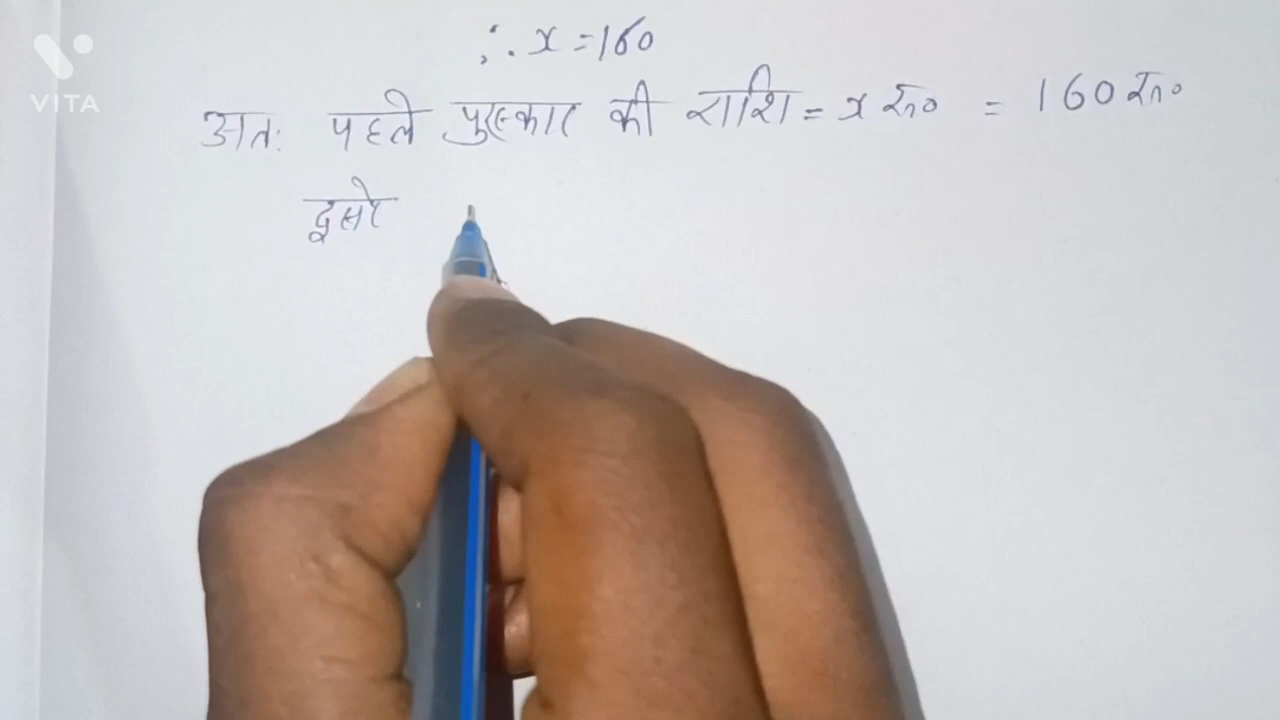 VITA
∴ x = 160
अतः पहले पुरस्कार की राशि = x रू० = 160 रू०
दूसरे